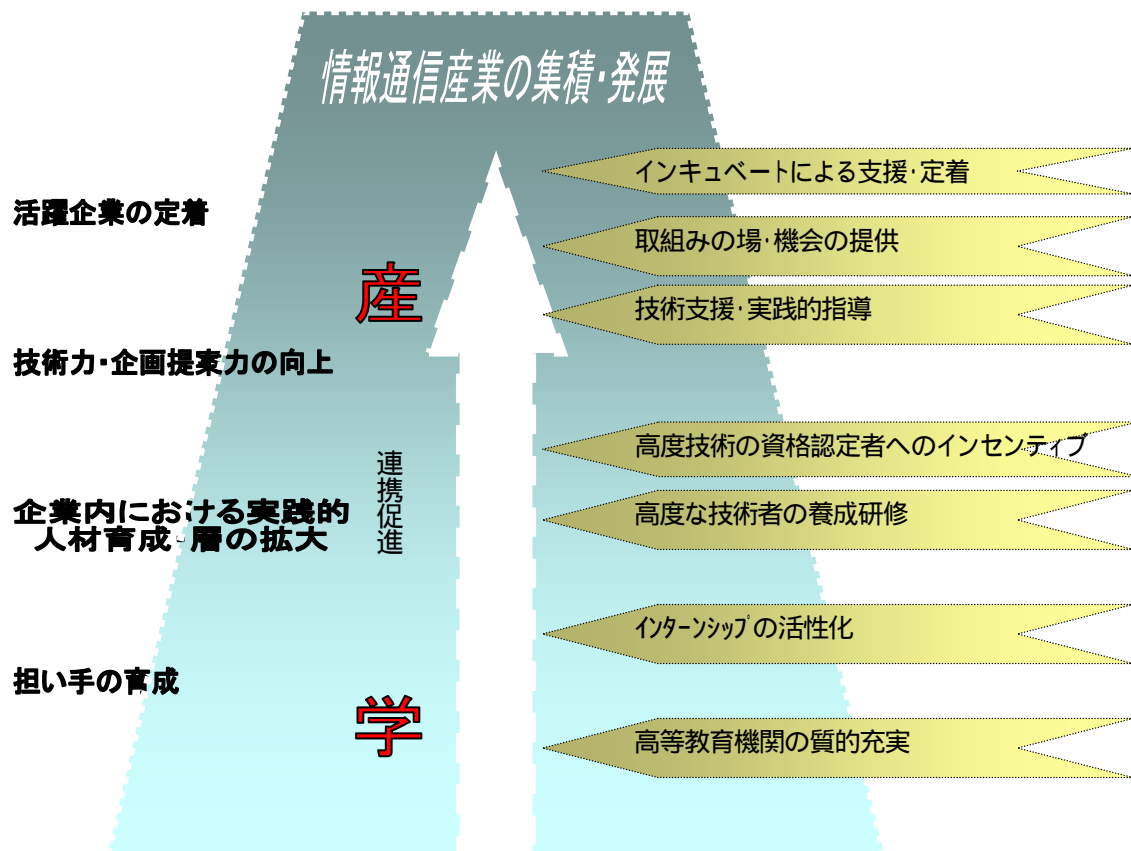 情報通信産業の集積・発展
インキュベートによる支援・定着
活躍企業の定着
取組みの場・機会の提供
産
技術支援・実践的指導
技術力・企画提案力の向上
高度技術の資格認定者へのインセンティブ
連携促進
企業内における実践的
人材育成・層の拡大
高度な技術者の養成研修
インターンシップの活性化
担い手の育成
学
高等教育機関の質的充実